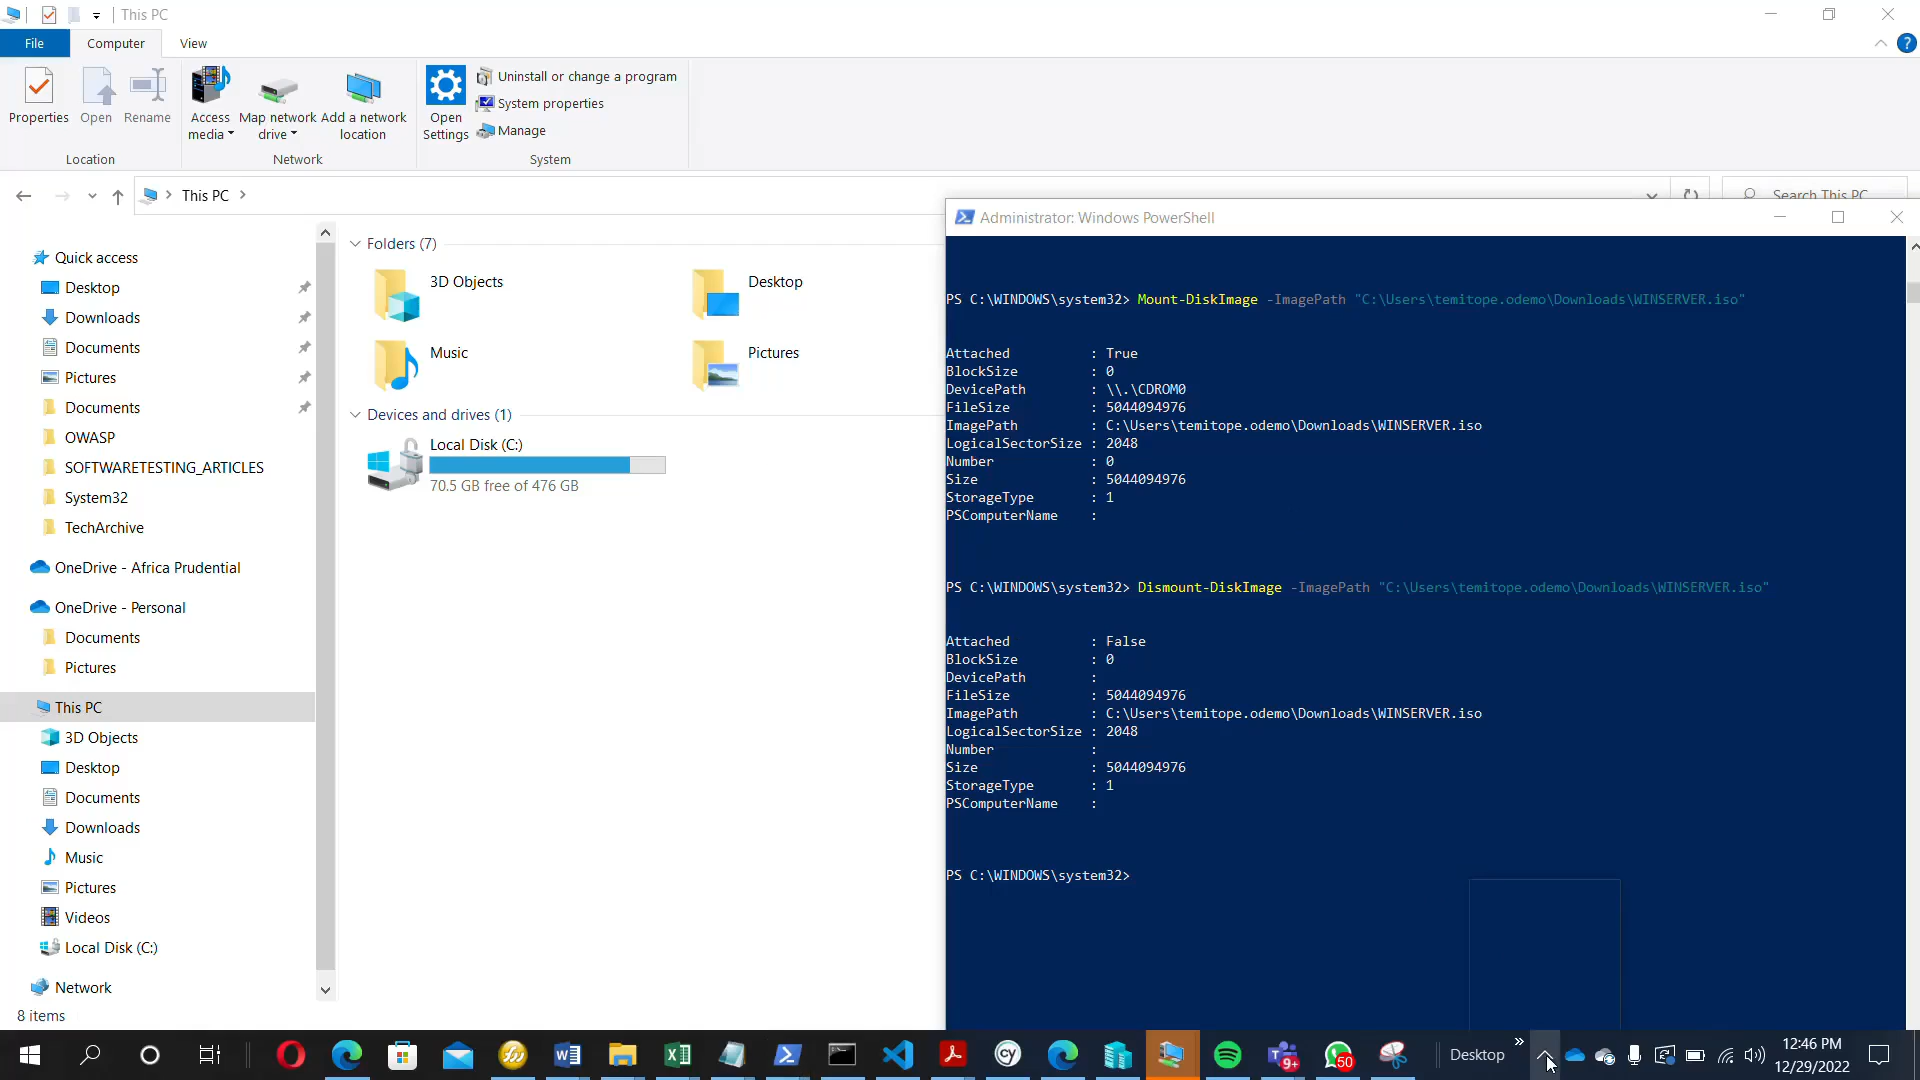 This PC
File
Computer
View
Properties
Open
Rename
Access media
Map network drive
Add a network location
Open Settings
Uninstall or change a program
System properties
Manage
Location
Network
System
This PC
Search This PC
Quick access
Desktop
Downloads
Documents
Pictures
Documents
OWASP
SOFTWARETESTING_ARTICLES
System32
TechArchive
OneDrive - Africa Prudential
OneDrive - Personal
Documents
Pictures
This PC
3D Objects
Desktop
Documents
Downloads
Music
Pictures
Videos
Local Disk (C:)
Network
8 items
Folders (7)
3D Objects
Desktop
Music
Pictures
Devices and drives (1)
Local Disk (C:)
70.5 GB free of 476 GB
Administrator: Windows PowerShell
PS C:\WINDOWS\system32> Mount-DiskImage -ImagePath "C:\Users\temitope.odemo\Downloads\WINSERVER.iso"
Attached : True
BlockSize : 0
DevicePath : \\.\CDROM0
FileSize : 5044094976
ImagePath : C:\Users\temitope.odemo\Downloads\WINSERVER.iso
LogicalSectorSize : 2048
Number : 0
Size : 5044094976
StorageType : 1
PSComputerName :
PS C:\WINDOWS\system32> Dismount-DiskImage -ImagePath "C:\Users\temitope.odemo\Downloads\WINSERVER.iso"
Attached : False
BlockSize : 0
DevicePath :
FileSize : 5044094976
ImagePath : C:\Users\temitope.odemo\Downloads\WINSERVER.iso
LogicalSectorSize : 2048
Number :
Size : 5044094976
StorageType : 1
PSComputerName :
PS C:\WINDOWS\system32>
cy
9+
50
Desktop
12:46 PM
12/29/2022